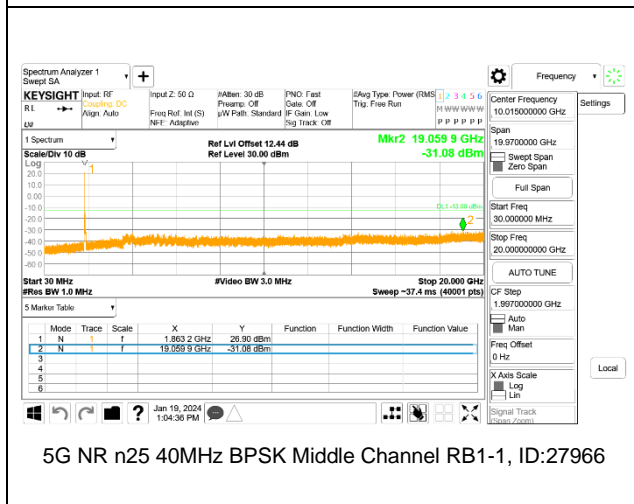 Spectrum Analyzer 1
Swept SA
KEYSIGHT
RL
Input: RF
Coupling: DC
Align: Auto
Input Z: 50 Ω
Freq Ref: Int (S)
NFE: Adaptive
#Atten: 30 dB
Preamp: Off
µW Path: Standard
PNO: Fast
Gate: Off
IF Gain: Low
Sig Track: Off
#Avg Type: Power (RMS
Trig: Free Run
1 2 3 4 5 6
M W W W W W
P P P P P P
1 Spectrum
Scale/Div 10 dB
Log
Ref Lvl Offset 12.44 dB
Ref Level 30.00 dBm
Mkr2 19.059 9 GHz
-31.08 dBm
1
20.0
10.0
0.00
-10.0
DL1 -13.00 dBm
-20.0
2
-30.0
-40.0
-50.0
-60.0
Start 30 MHz
#Video BW 3.0 MHz
Stop 20.000 GHz
#Res BW 1.0 MHz
Sweep ~37.4 ms (40001 pts)
5 Marker Table
Mode Trace Scale X Y Function Function Width Function Value
1 N 1 f 1.863 2 GHz 26.90 dBm
2 N 1 f 19.059 9 GHz -31.08 dBm
3
4
5
6
Jan 19, 2024
1:04:36 PM
Frequency
Settings
Center Frequency
10.015000000 GHz
Span
19.9700000 GHz
Swept Span
Zero Span
Full Span
Start Freq
30.000000 MHz
Stop Freq
20.000000000 GHz
AUTO TUNE
CF Step
1.997000000 GHz
Auto
Man
Freq Offset
0 Hz
X Axis Scale
Log
Lin
Local
Signal Track
(Span Zoom)
5G NR n25 40MHz BPSK Middle Channel RB1-1, ID:27966